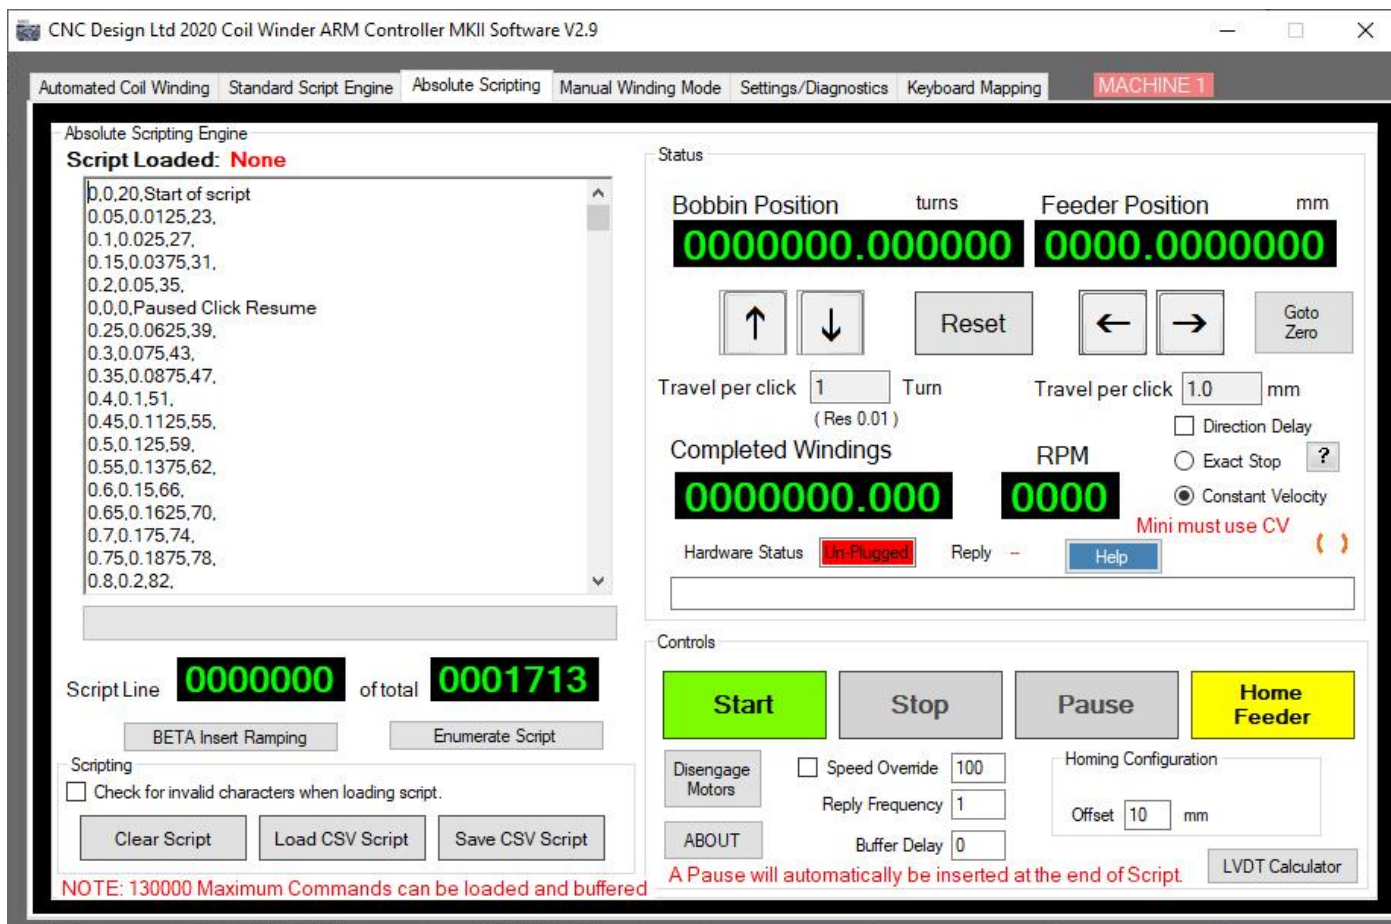 CNC Design Ltd 2020 Coil Winder ARM Controller MKII Software V2.9
Automated Coil Winding Standard Script Engine Absolute Scripting Manual Winding Mode Settings/Diagnostics Keyboard Mapping MACHINE 1
Absolute Scripting Engine
Script Loaded: None
0,0,20,Start of script
0.05,0.0125,23,
0.1,0.025,27,
0.15,0.0375,31,
0.2,0.05,35,
0,0,0,Paused Click Resume
0.25,0.0625,39,
0.3,0.075,43,
0.35,0.0875,47,
0.4,0.1,51,
0.45,0.1125,55,
0.5,0.125,59,
0.55,0.1375,62,
0.6,0.15,66,
0.65,0.1625,70,
0.7,0.175,74,
0.75,0.1875,78,
0.8,0.2,82,
Script Line 0000000 of total 0001713
BETA Insert Ramping Enumerate Script
Scripting
Check for invalid characters when loading script.
Clear Script Load CSV Script Save CSV Script
NOTE: 130000 Maximum Commands can be loaded and buffered
Status
Bobbin Position turns Feeder Position mm
0000000.000000 0000.0000000
↑ ↓ Reset ← → Goto
Zero
Travel per click 1 Turn Travel per click 1.0 mm
( Res 0.01 ) Direction Delay
Completed Windings RPM Exact Stop ?
0000000.000 0000 Constant Velocity
Mini must use CV ( )
Hardware Status Un-Plugged Reply -- Help
Controls
Start Stop Pause Home
Feeder
Disengage
Motors
Speed Override 100
Reply Frequency 1
Homing Configuration
Offset 10 mm
ABOUT Buffer Delay 0
LVDT Calculator
A Pause will automatically be inserted at the end of Script.